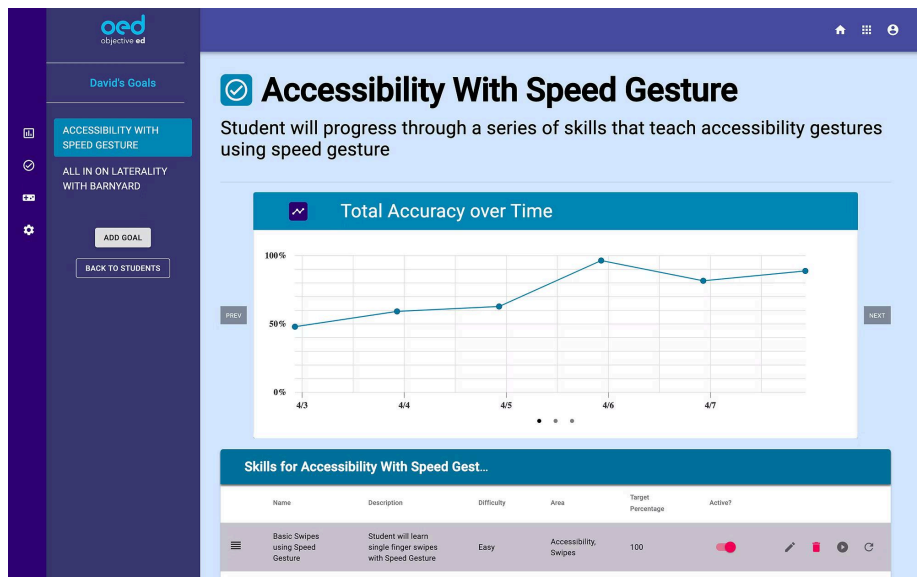 oed
objective ed
David's Goals
ACCESSIBILITY WITH
SPEED GESTURE
ALL IN ON LATERALITY
WITH BARNYARD
ADD GOAL
BACK TO STUDENTS
Accessibility With Speed Gesture
Student will progress through a series of skills that teach accessibility gestures
using speed gesture
Total Accuracy over Time
100%
50%
0%
4/3 4/4 4/5 4/6 4/7
PREV
NEXT
Skills for Accessibility With Speed Gest...
Name Description Difficulty Area Target Percentage Active?
Basic Swipes using Speed Gesture
Student will learn single finger swipes with Speed Gesture
Easy
Accessibility, Swipes
100